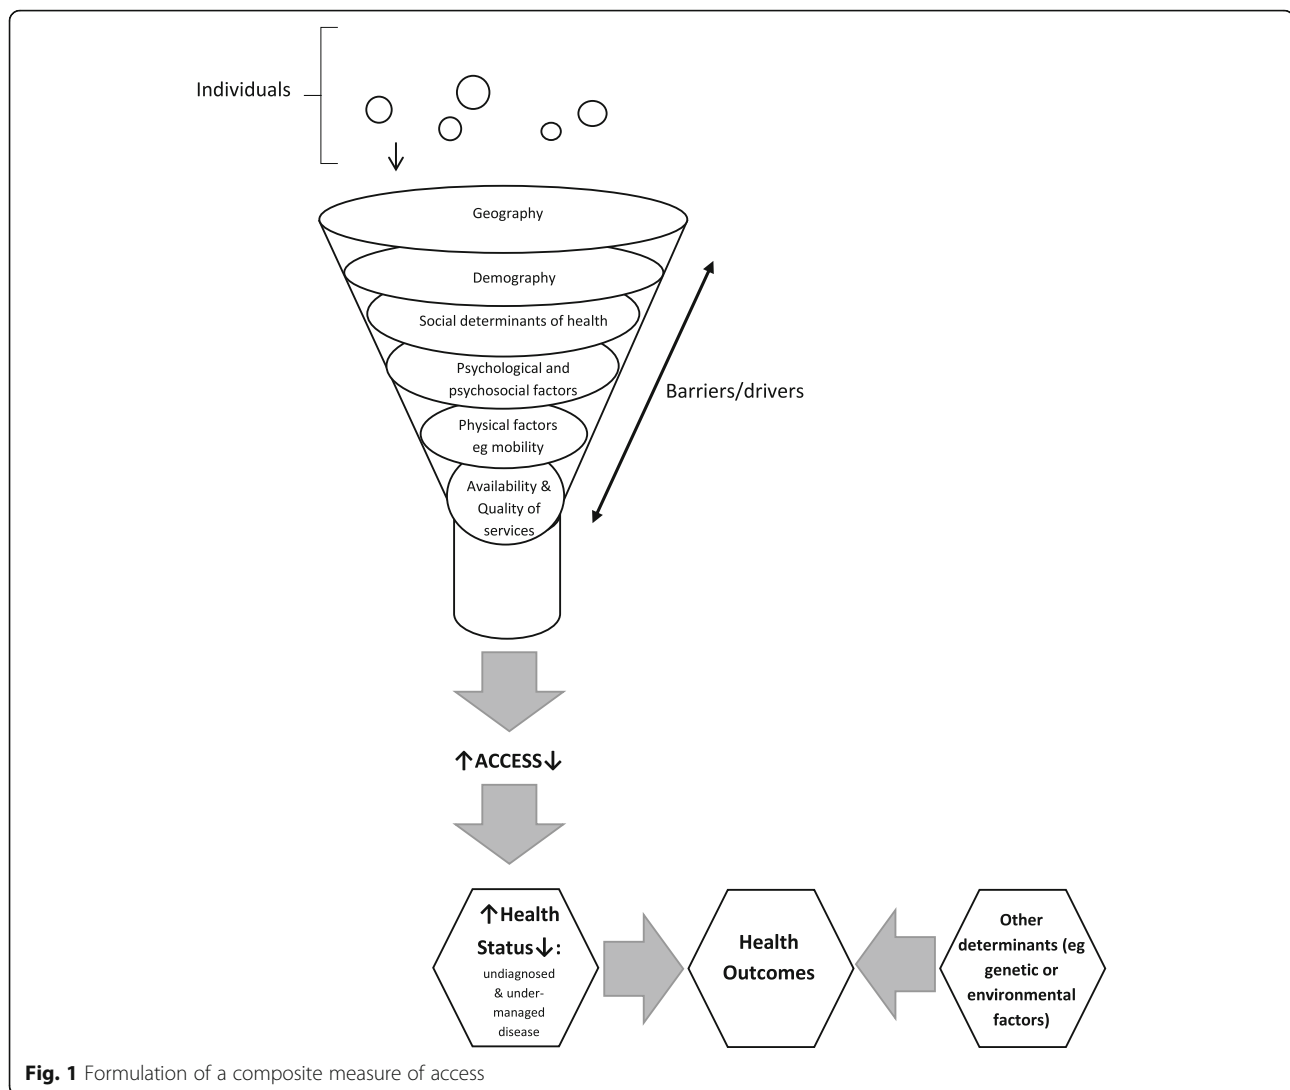 Individuals
Geography
Demography
Social determinants of health
Psychological and
psychosocial factors
Barriers/drivers
Physical factors
eg mobility
Availability &
Quality of
services
↑ACCESS↓
↑Health
Status↓:
undiagnosed
& under-
managed
disease
Health
Outcomes
Other
determinants (eg
genetic or
environmental
factors)
Fig. 1 Formulation of a composite measure of access